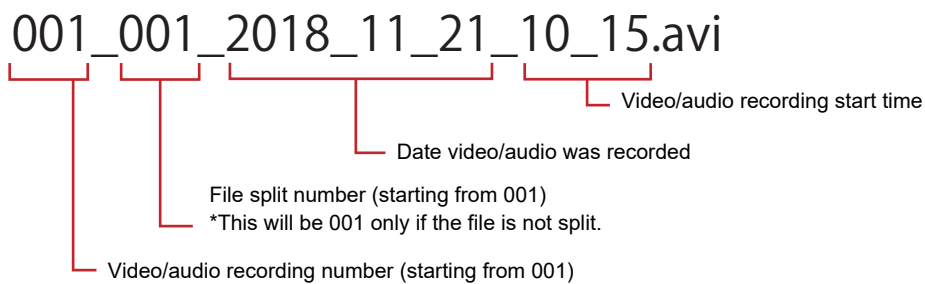 001_001_2018_11_21_10_15.avi
Video/audio recording start time
Date video/audio was recorded
File split number (starting from 001)
*This will be 001 only if the file is not split.
Video/audio recording number (starting from 001)